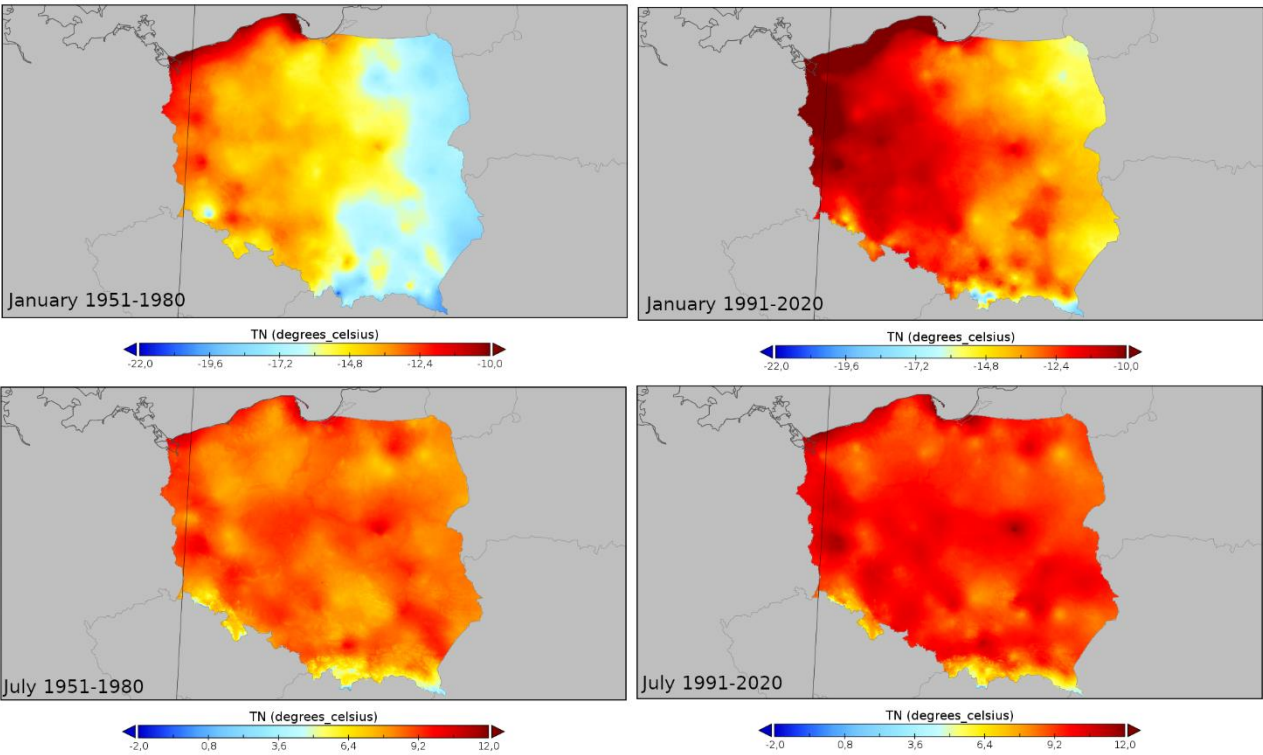 January 1951-1980
TN (degrees_celsius)
-22,0 -19,6 -17,2 -14,8 -12,4 -10,0
January 1991-2020
TN (degrees_celsius)
-22,0 -19,6 -17,2 -14,8 -12,4 -10,0
July 1951-1980
TN (degrees_celsius)
-2,0 0,8 3,6 6,4 9,2 12,0
July 1991-2020
TN (degrees_celsius)
-2,0 0,8 3,6 6,4 9,2 12,0